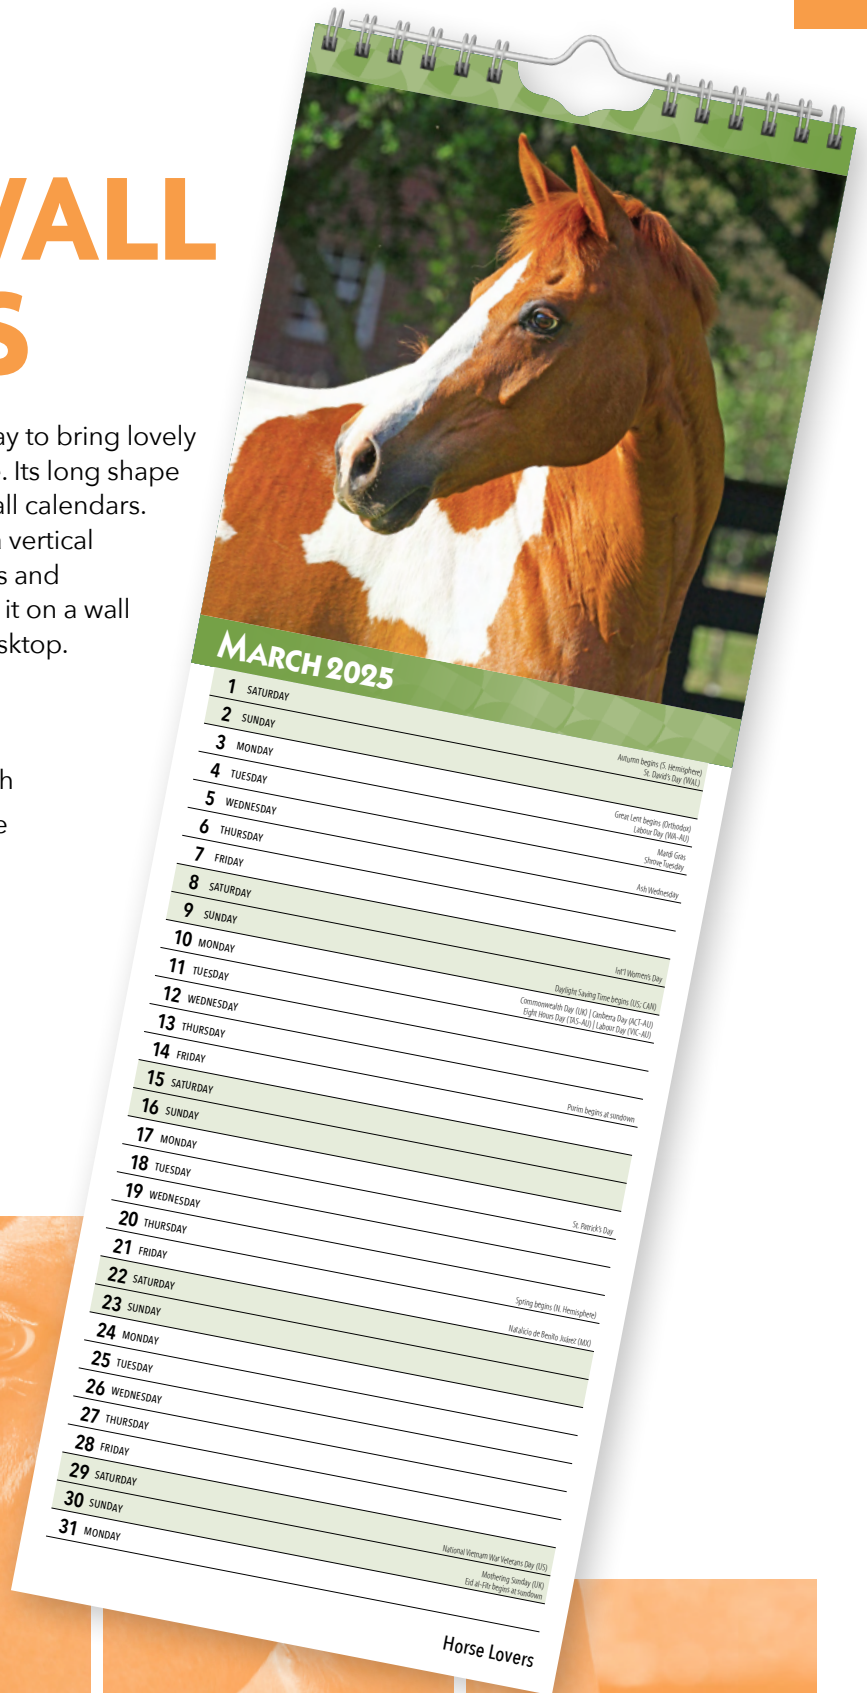 WALL
S
ay to bring lovely
. Its long shape
all calendars.
vertical
s and
it on a wall
sktop.
h
e
MARCH 2025
1 SATURDAY
Autumn begins (S. Hemisphere)
St. David's Day (WAL)
2 SUNDAY
3 MONDAY
Great Lent begins (Orthodox)
Labour Day (WA-AU)
4 TUESDAY
Mardi Gras
Shrove Tuesday
5 WEDNESDAY
Ash Wednesday
6 THURSDAY
7 FRIDAY
8 SATURDAY
Int'l Women's Day
9 SUNDAY
Daylight Saving Time begins (US; CAN)
10 MONDAY
Commonwealth Day (UK) | Canberra Day (ACT-AU)
Eight Hours Day (TAS-AU) | Labour Day (VIC-AU)
11 TUESDAY
12 WEDNESDAY
13 THURSDAY
Purim begins at sundown
14 FRIDAY
15 SATURDAY
16 SUNDAY
17 MONDAY
St. Patrick's Day
18 TUESDAY
19 WEDNESDAY
20 THURSDAY
Spring begins (N. Hemisphere)
21 FRIDAY
Natalicio de Benito Juárez (MX)
22 SATURDAY
23 SUNDAY
24 MONDAY
25 TUESDAY
26 WEDNESDAY
27 THURSDAY
28 FRIDAY
29 SATURDAY
National Vietnam War Veterans Day (US)
30 SUNDAY
Mothering Sunday (UK)
Eid al-Fitr begins at sundown
31 MONDAY
Horse Lovers